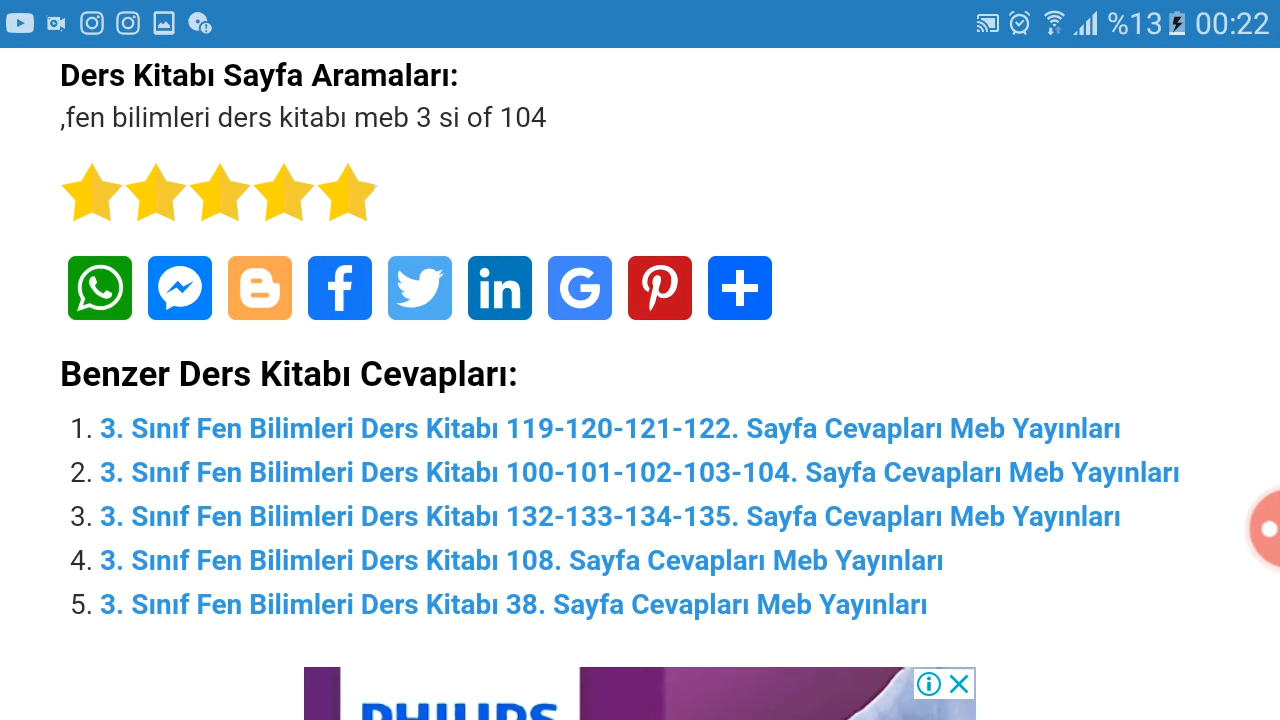 %13 00:22
Ders Kitabı Sayfa Aramaları:
,fen bilimleri ders kitabı meb 3 si of 104
Benzer Ders Kitabı Cevapları:
1. 3. Sınıf Fen Bilimleri Ders Kitabı 119-120-121-122. Sayfa Cevapları Meb Yayınları
2. 3. Sınıf Fen Bilimleri Ders Kitabı 100-101-102-103-104. Sayfa Cevapları Meb Yayınları
3. 3. Sınıf Fen Bilimleri Ders Kitabı 132-133-134-135. Sayfa Cevapları Meb Yayınları
4. 3. Sınıf Fen Bilimleri Ders Kitabı 108. Sayfa Cevapları Meb Yayınları
5. 3. Sınıf Fen Bilimleri Ders Kitabı 38. Sayfa Cevapları Meb Yayınları
PHILIPS